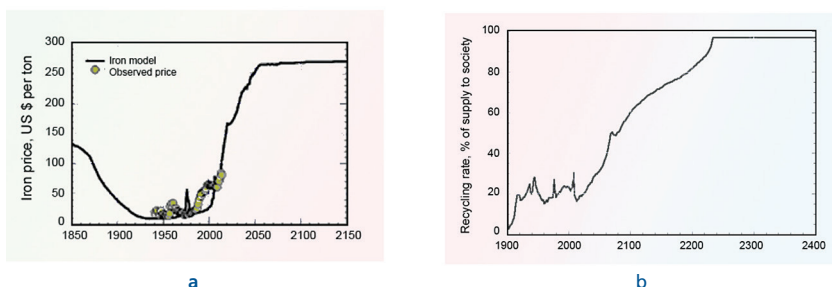 Iron price, US $ per ton
300
250
200
150
100
50
0
Iron model
Observed price
1850 1900 1950 2000 2050 2100 2150
a
Recycling rate, % of supply to society
100
80
60
40
20
0
1900 2000 2100 2200 2300 2400
b